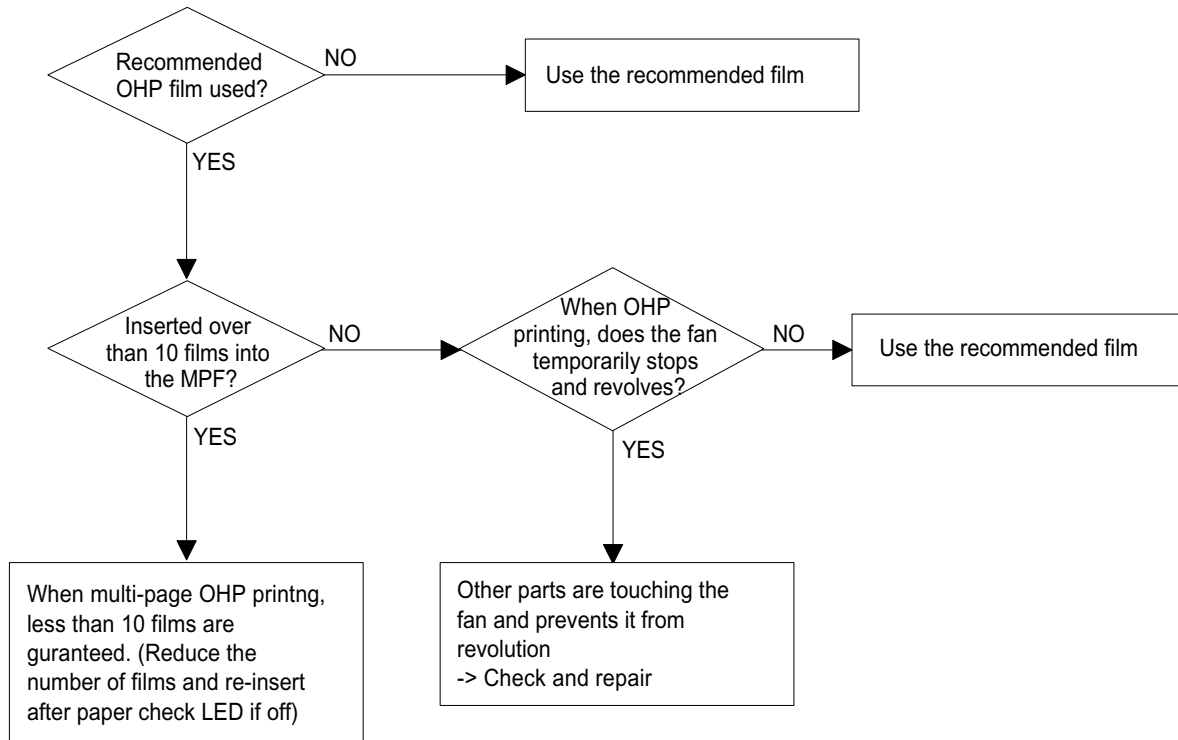 Recommended
OHP film used?
NO
Use the recommended film
YES
Inserted over
than 10 films into
the MPF?
NO
When OHP
printing, does the fan
temporarily stops
and revolves?
NO
Use the recommended film
YES
YES
When multi-page OHP printng,
less than 10 films are
guranteed. (Reduce the
number of films and re-insert
after paper check LED if off)
Other parts are touching the
fan and prevents it from
revolution
-> Check and repair